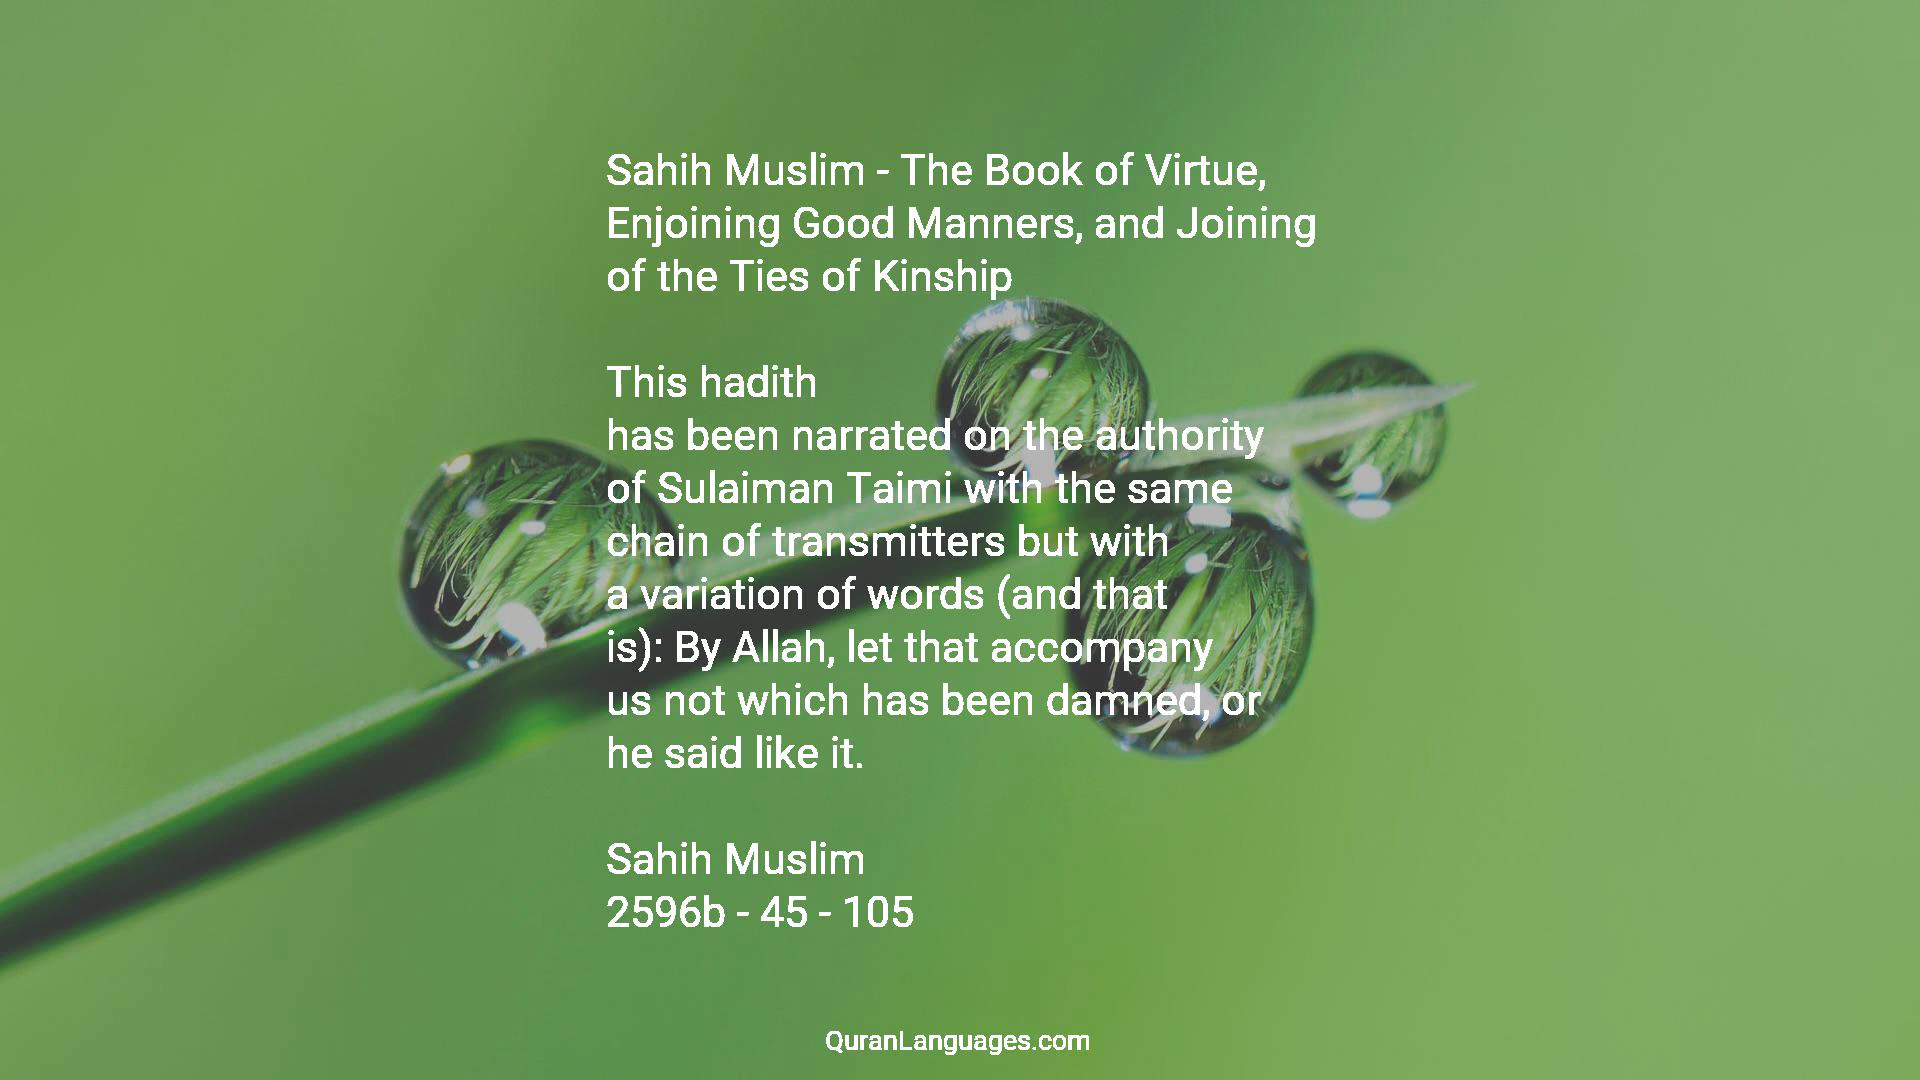 Sahih Muslim - The Book of Virtue,
Enjoining Good Manners, and Joining
of the Ties of Kinship
This hadith
has been narrated on the authority
of Sulaiman Taimi with the same
chain of transmitters but with
a variation of words (and that
is): By Allah, let that accompany
us not which has been damned, or
he said like it.
Sahih Muslim
2596b - 45 - 105
QuranLanguages.com